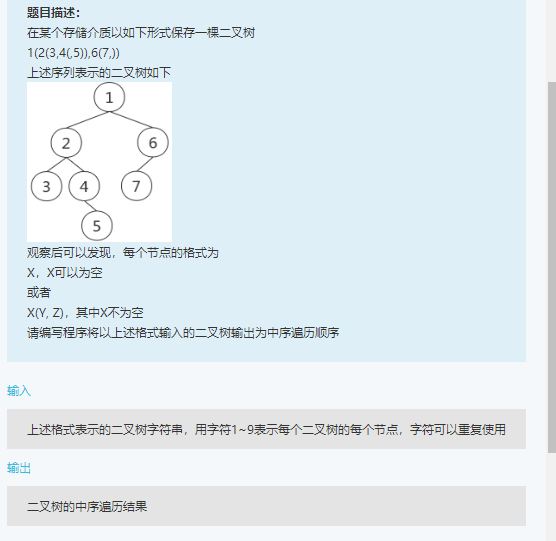 题目描述：
在某个存储介质以如下形式保存一棵二叉树
1(2(3,4(,5)),6(7,))
上述序列表示的二叉树如下
1
2
6
3
4
7
5
观察后可以发现，每个节点的格式为
X，X可以为空
或者
X(Y, Z)，其中X不为空
请编写程序将以上述格式输入的二叉树输出为中序遍历顺序
输入
上述格式表示的二叉树字符串，用字符1~9表示每个二叉树的每个节点，字符可以重复使用
输出
二叉树的中序遍历结果